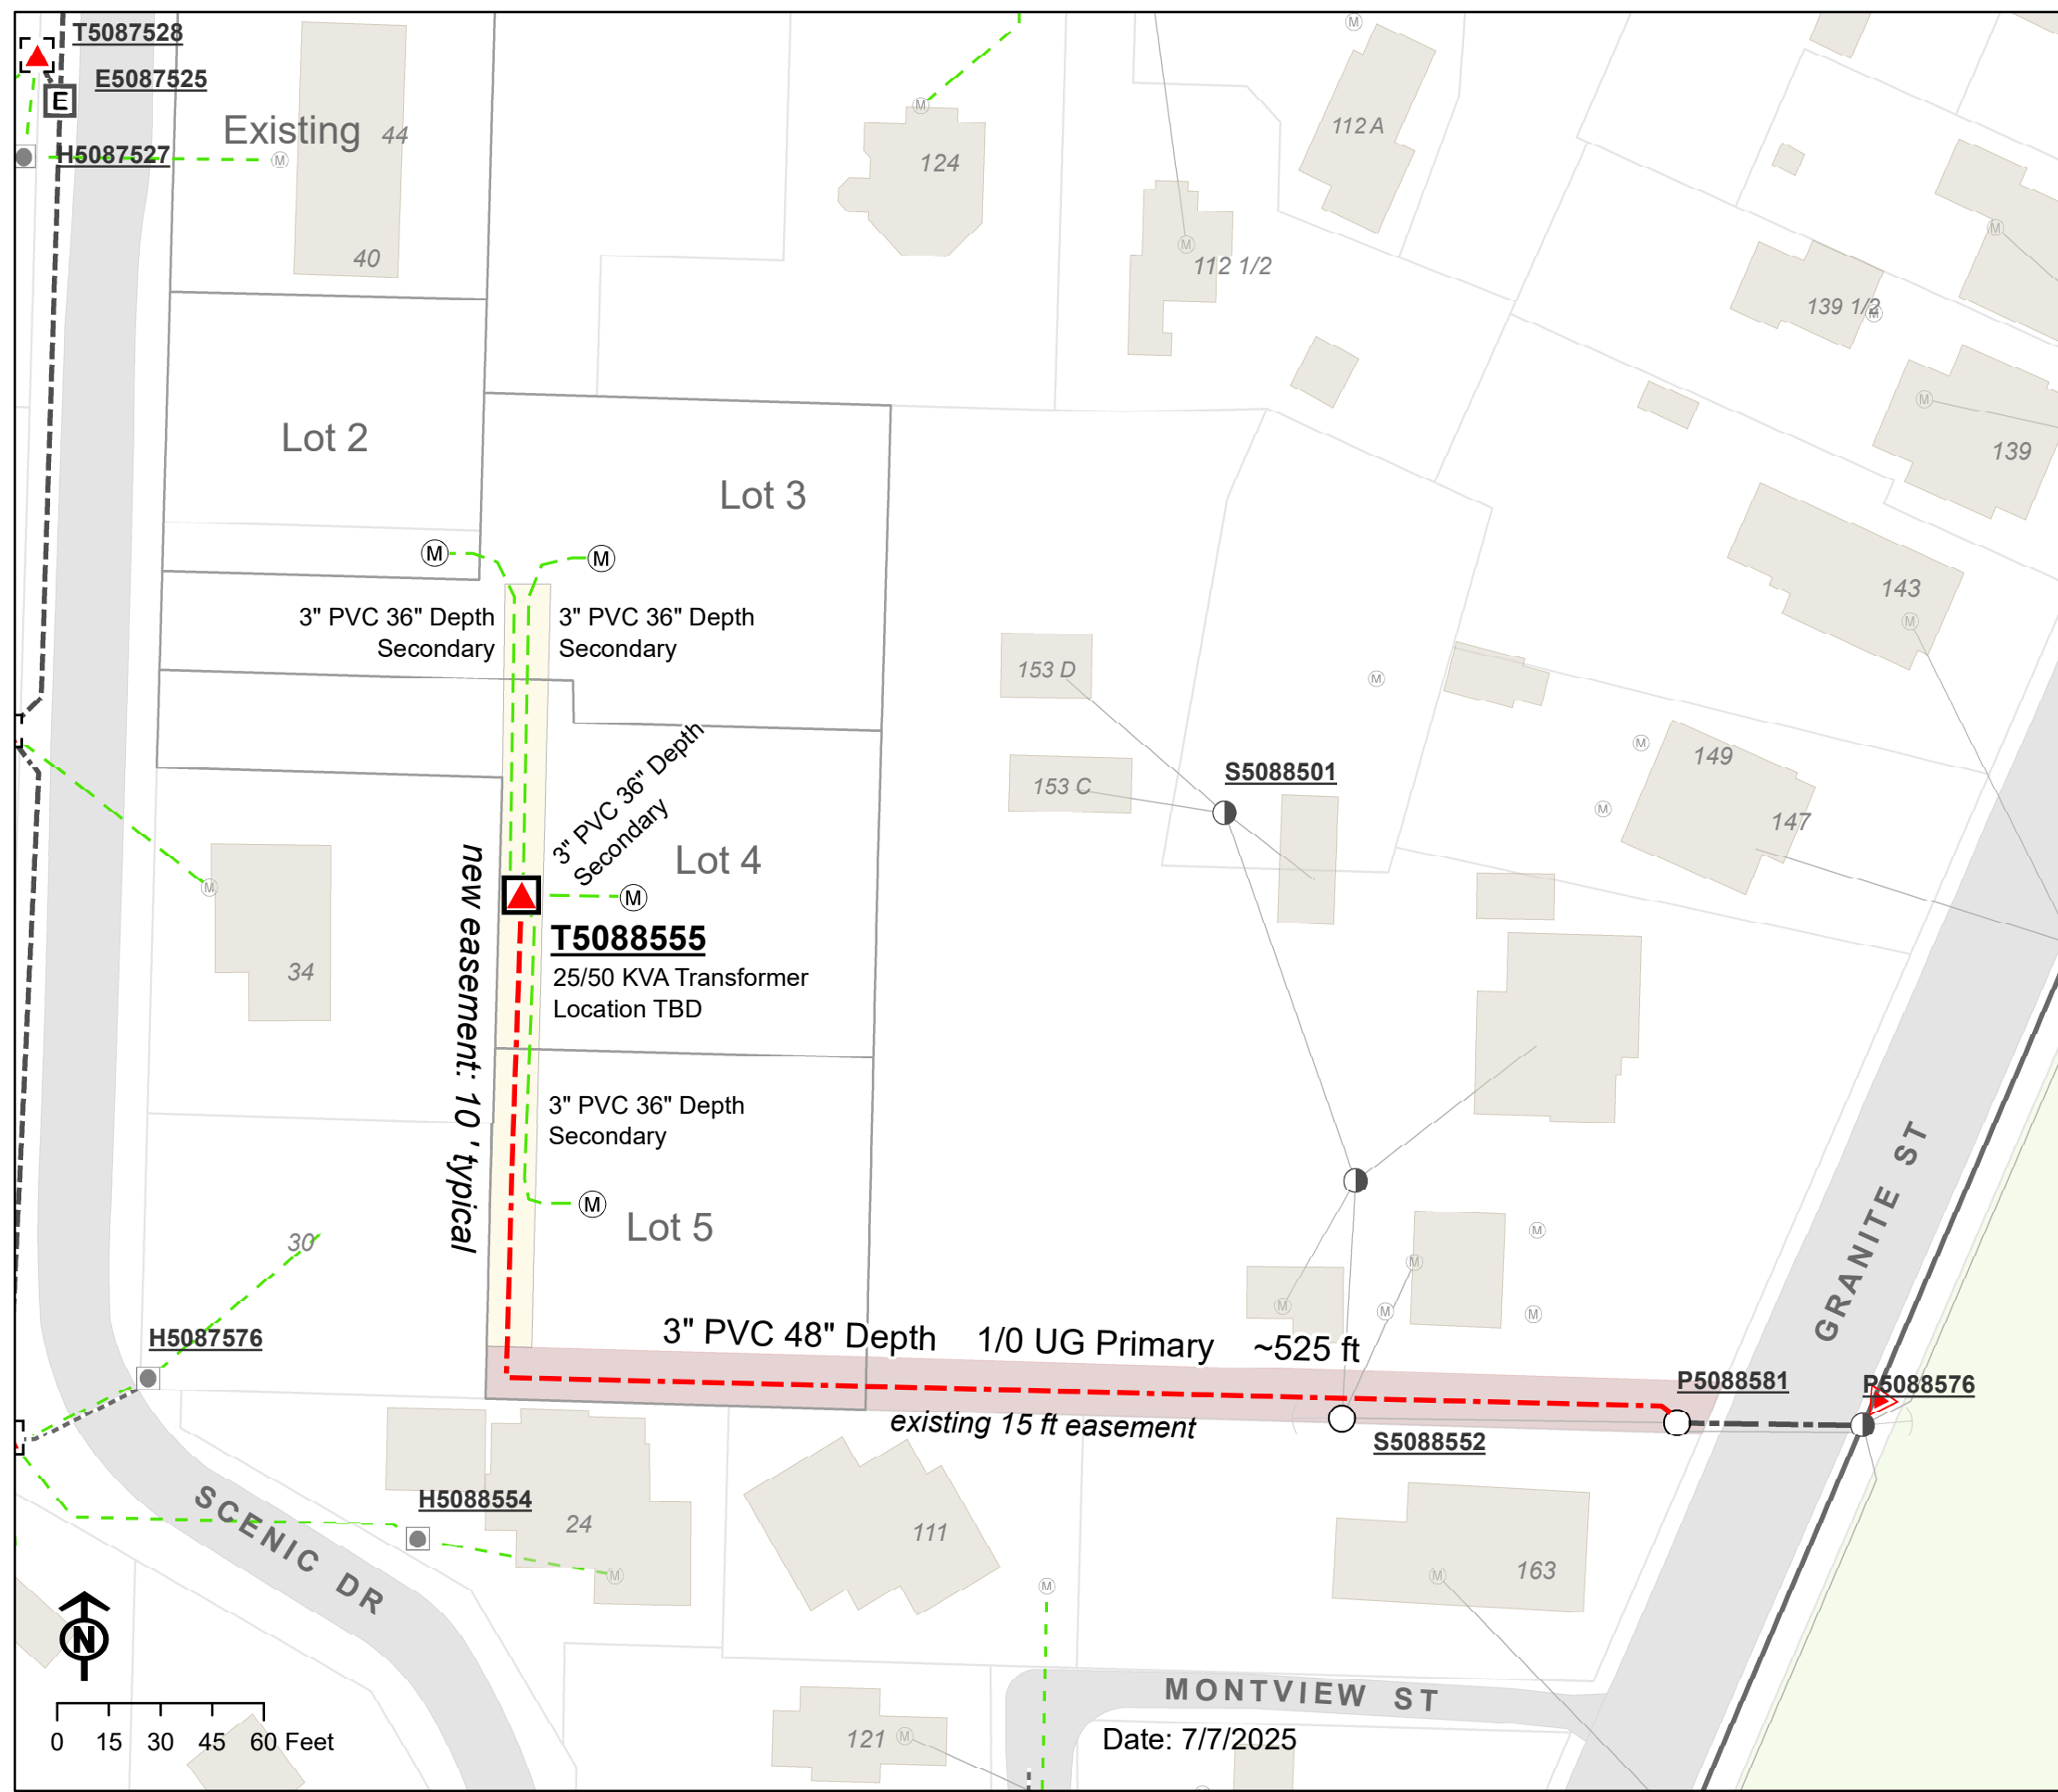 T5087528
E5087525
E
Existing
44
H5087527
M
40
M
124
M
112 A
M
112 1/2
M
139 1/2
M
M
139
Lot 2
Lot 3
M
M
3" PVC 36" Depth
Secondary
3" PVC 36" Depth
Secondary
143
M
153 D
M
M
149
S5088501
153 C
M
147
3" PVC 36" Depth
Secondary
Lot 4
M
M
T5088555
25/50 KVA Transformer
Location TBD
34
new easement: 10 ' typical
3" PVC 36" Depth
Secondary
M
Lot 5
30
GRANITE ST
M
M
M
M
M
H5087576
3" PVC 48" Depth 1/0 UG Primary ~525 ft
P5088581
P5088576
existing 15 ft easement
S5088552
SCENIC DR
H5088554
24
M
111
M
163
M
N
MONTVIEW ST
0 15 30 45 60 Feet
121
M
Date: 7/7/2025